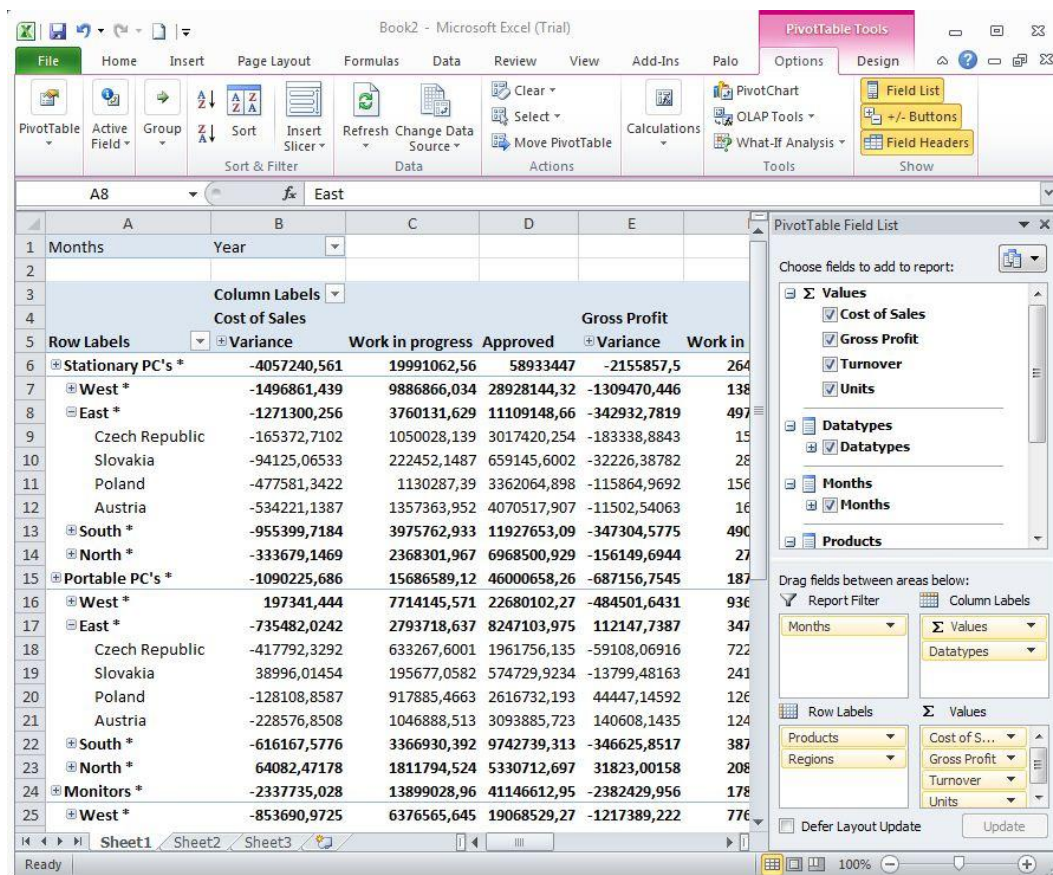 Book2 - Microsoft Excel (Trial)
PivotTable Tools
File Home Insert Page Layout Formulas Data Review View Add-Ins Palo Options Design
PivotTable Active Field Group Sort Insert Slicer Refresh Change Data Source Clear Select Move PivotTable Calculations PivotChart OLAP Tools What-If Analysis Field List +/- Buttons Field Headers
Sort & Filter Data Actions Tools Show
A8 fx East
A B C D E
1 Months Year
2
3 Column Labels
4 Cost of Sales Gross Profit
5 Row Labels Variance Work in progress Approved Variance Work in
6 Stationary PC's * -4057240,561 19991062,56 58933447 -2155857,5 264
7 West * -1496861,439 9886866,034 28928144,32 -1309470,446 138
8 East * -1271300,256 3760131,629 11109148,66 -342932,7819 497
9 Czech Republic -165372,7102 1050028,139 3017420,254 -183338,8843 15
10 Slovakia -94125,06533 222452,1487 659145,6002 -32226,38782 28
11 Poland -477581,3422 1130287,39 3362064,898 -115864,9692 156
12 Austria -534221,1387 1357363,952 4070517,907 -11502,54063 16
13 South * -955399,7184 3975762,933 11927653,09 -347304,5775 490
14 North * -333679,1469 2368301,967 6968500,929 -156149,6944 27
15 Portable PC's * -1090225,686 15686589,12 46000658,26 -687156,7545 187
16 West * 197341,444 7714145,571 22680102,27 -484501,6431 936
17 East * -735482,0242 2793718,637 8247103,975 112147,7387 347
18 Czech Republic -417792,3292 633267,6001 1961756,135 -59108,06916 722
19 Slovakia 38996,01454 195677,0582 574729,9234 -13799,48163 241
20 Poland -128108,8587 917885,4663 2616732,193 44447,14592 126
21 Austria -228576,8508 1046888,513 3093885,723 140608,1435 124
22 South * -616167,5776 3366930,392 9742739,313 -346625,8517 387
23 North * 64082,47178 1811794,524 5330712,697 31823,00158 208
24 Monitors * -2337735,028 13899028,96 41146612,95 -2382429,956 178
25 West * -853690,9725 6376565,645 19068529,27 -1217389,222 776
Sheet1 Sheet2 Sheet3
Ready 100%
PivotTable Field List
Choose fields to add to report:
Σ Values
Cost of Sales
Gross Profit
Turnover
Units
Datatypes
Datatypes
Months
Months
Products
Drag fields between areas below:
Report Filter Column Labels
Months Σ Values
Datatypes
Row Labels Σ Values
Products Cost of S...
Regions Gross Profit
Turnover
Units
Defer Layout Update Update